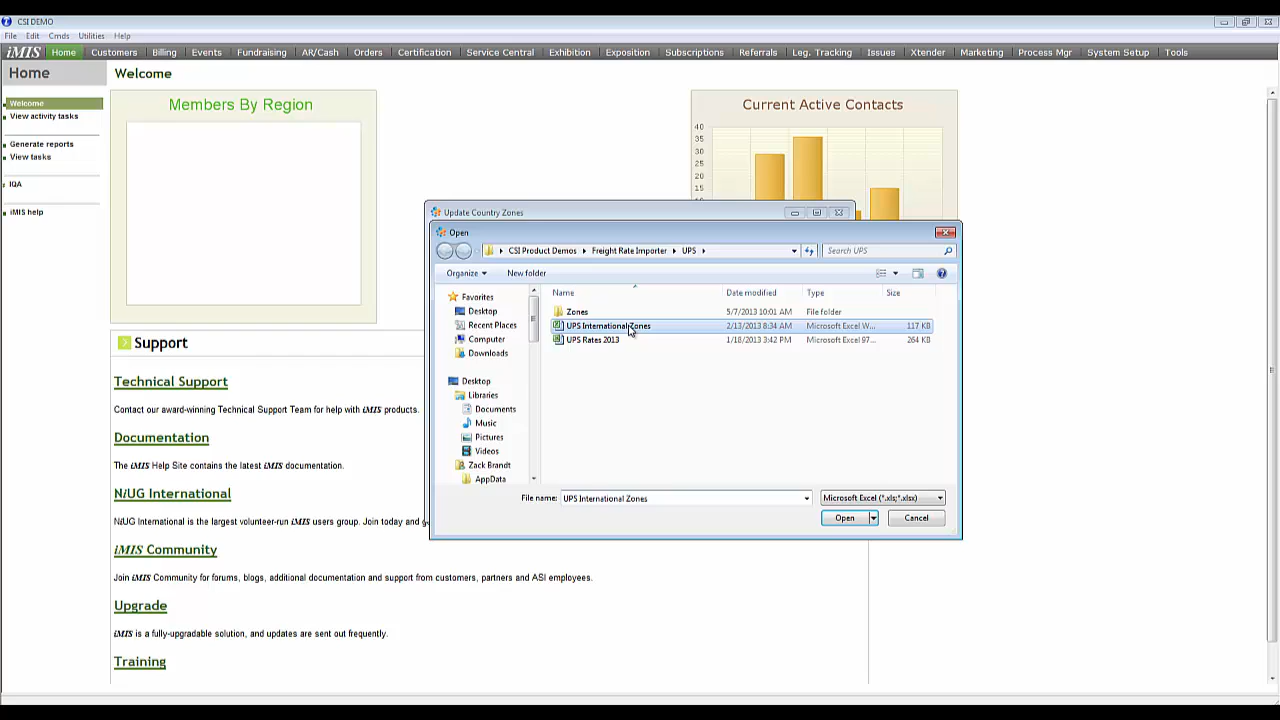 CSI DEMO
File Edit Cmds Utilities Help
iMIS Home Customers Billing Events Fundraising AR/Cash Orders Certification Service Central Exhibition Exposition Subscriptions Referrals Leg. Tracking Issues Xtender Marketing Process Mgr System Setup Tools
Home
Welcome
Welcome
View activity tasks
Generate reports
View tasks
IQA
iMIS help
Members By Region
Current Active Contacts
40
35
30
25
20
15
Update Country Zones
Open
CSI Product Demos Freight Rate Importer UPS
Search UPS
Organize New folder
Favorites
Desktop
Recent Places
Computer
Downloads
Desktop
Libraries
Documents
Music
Pictures
Videos
Zack Brandt
AppData
Name Date modified Type Size
Zones 5/7/2013 10:01 AM File folder
UPS International Zones 2/13/2013 8:34 AM Microsoft Excel W... 117 KB
UPS Rates 2013 1/18/2013 3:42 PM Microsoft Excel 97... 264 KB
File name: UPS International Zones Microsoft Excel (*.xls;*.xlsx)
Open Cancel
Support
Technical Support
Contact our award-winning Technical Support Team for help with iMIS products.
Documentation
The iMIS Help Site contains the latest iMIS documentation.
NiUG International
NiUG International is the largest volunteer-run iMIS users group. Join today and
iMIS Community
Join iMIS Community for forums, blogs, additional documentation and support from customers, partners and ASI employees.
Upgrade
iMIS is a fully-upgradable solution, and updates are sent out frequently.
Training